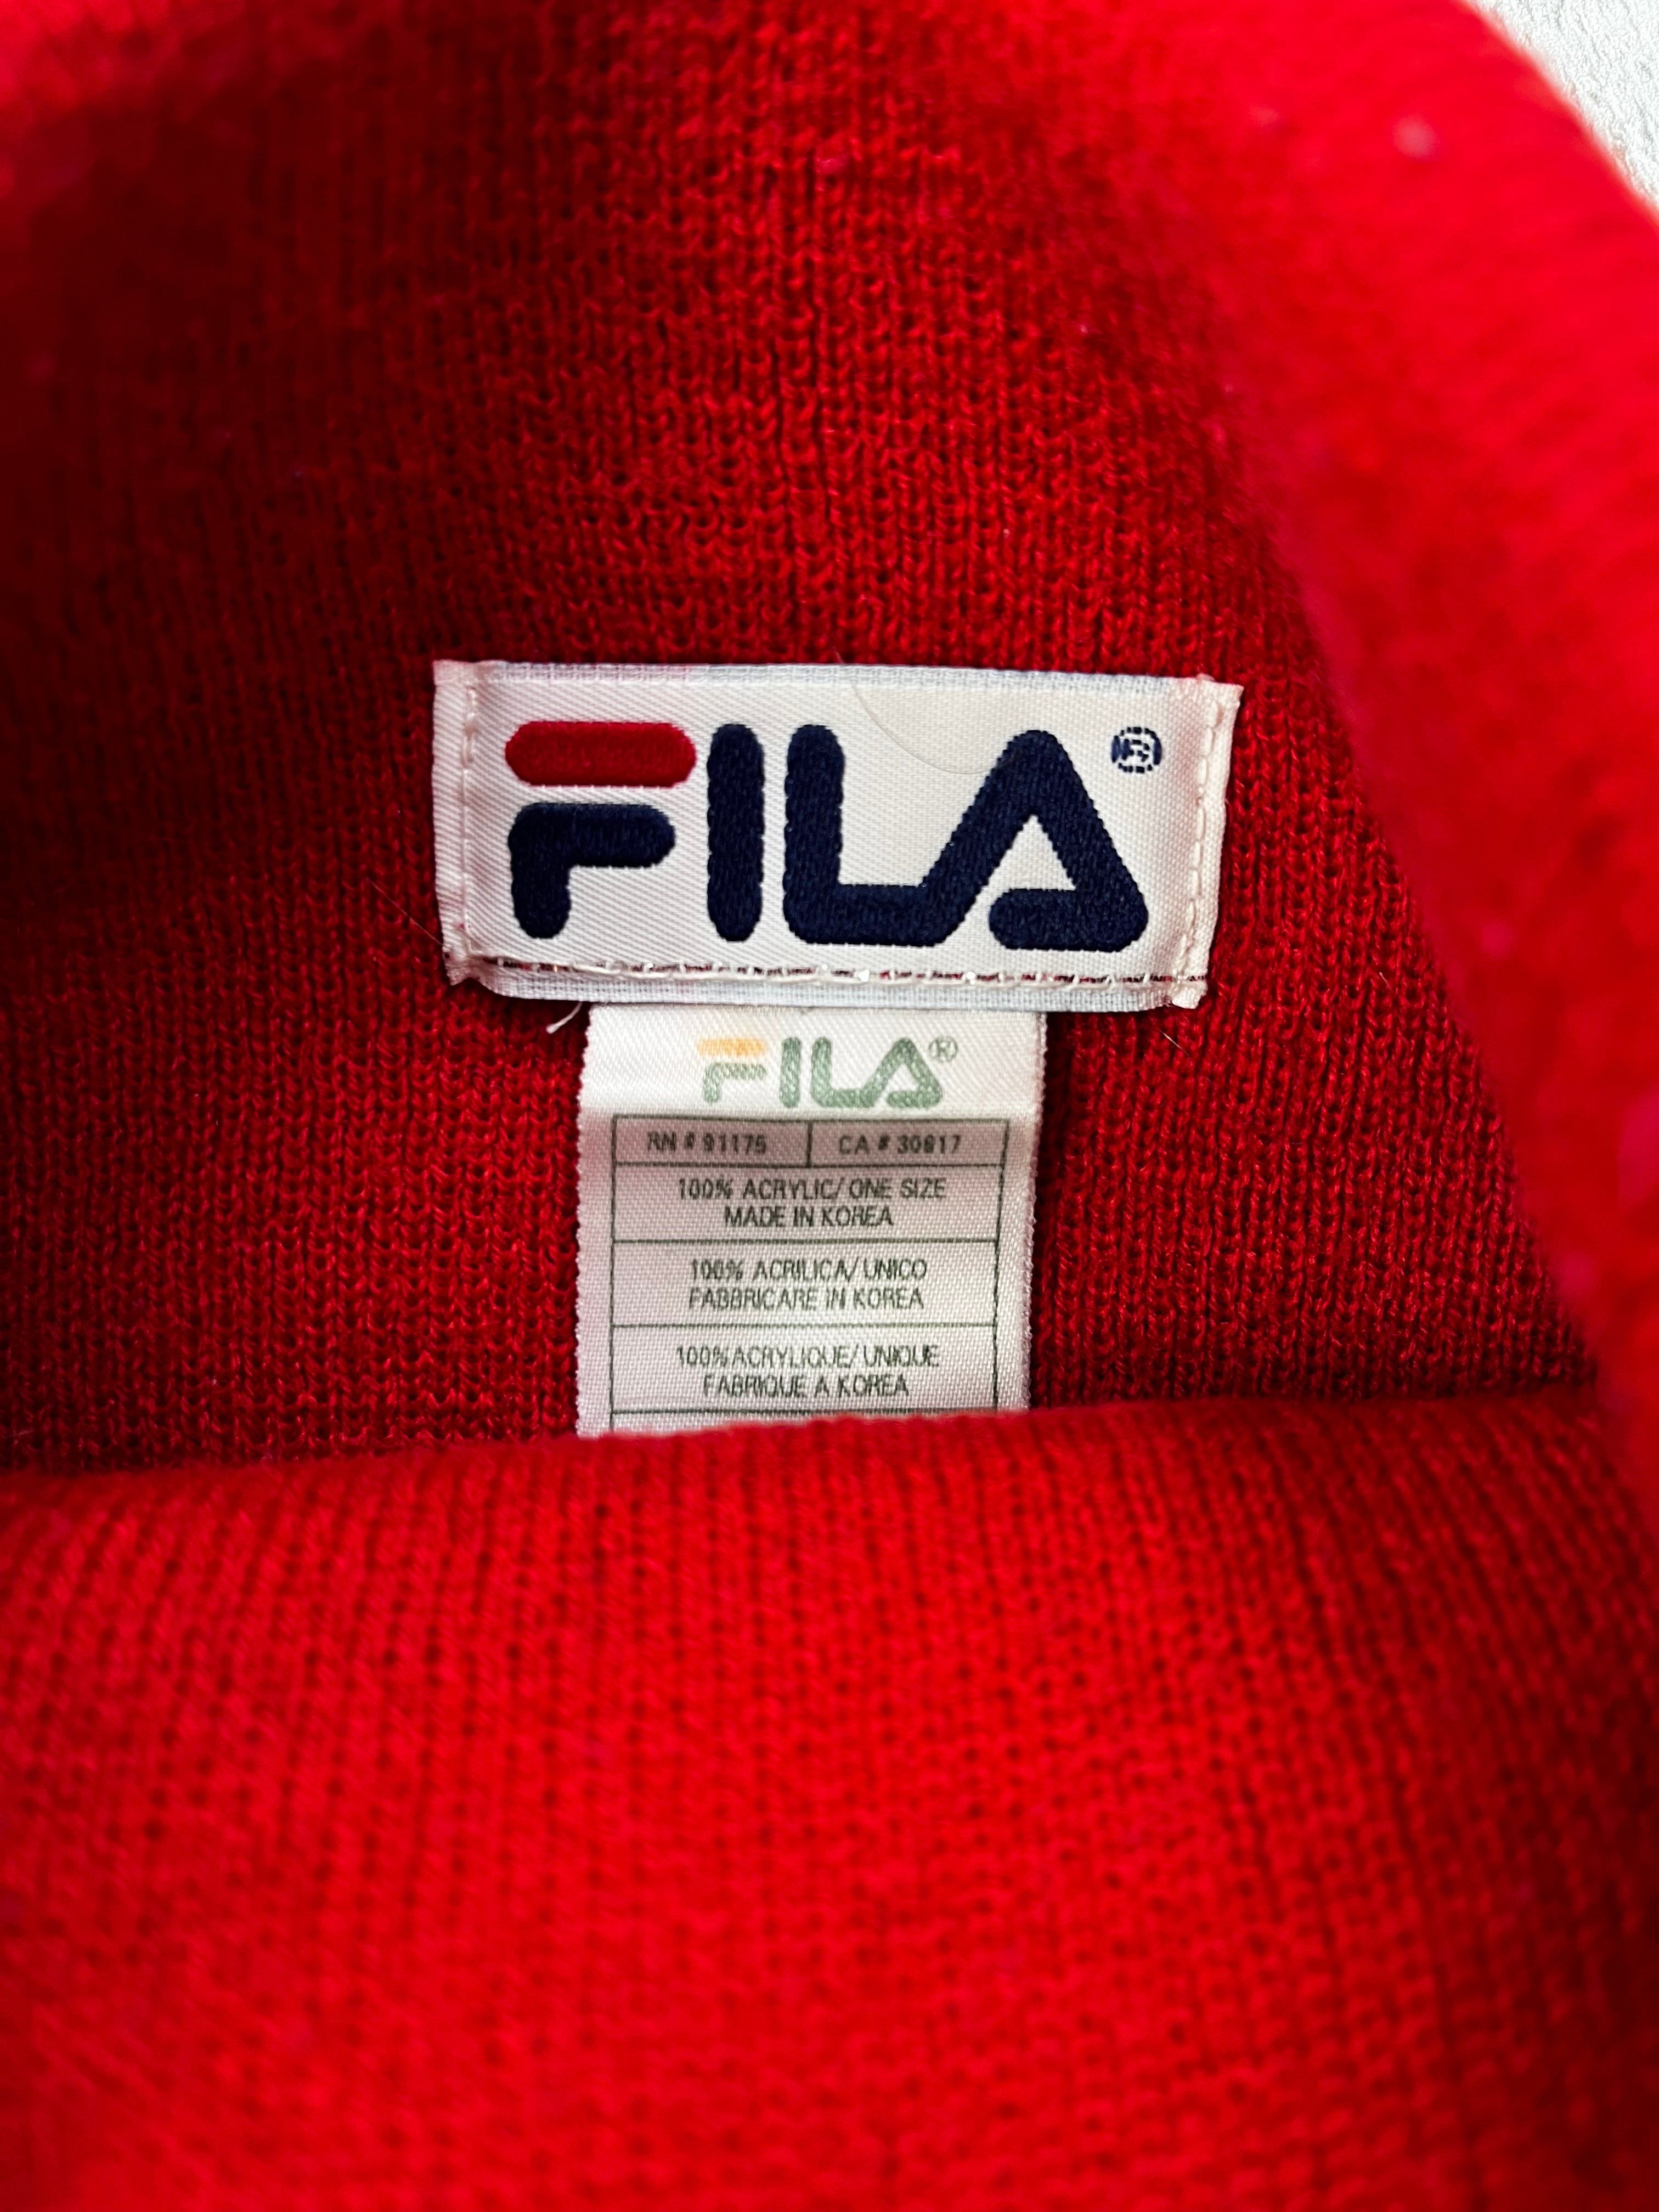 FILA®
FILA®
RN # 91175 CA # 30817
100% ACRYLIC/ ONE SIZE
MADE IN KOREA
100% ACRILICA/ UNICO
FABBRICARE IN KOREA
100% ACRYLIQUE/ UNIQUE
FABRIQUE A KOREA